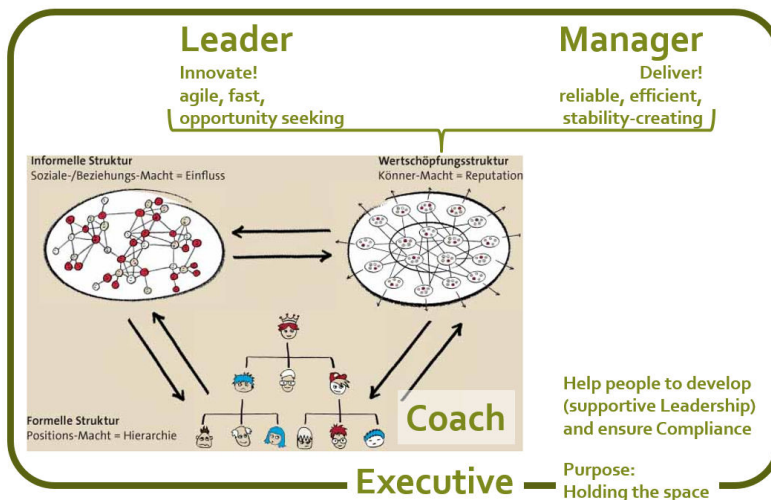 Leader
Innovate!
agile, fast,
opportunity seeking
Manager
Deliver!
reliable, efficient,
stability-creating
Informelle Struktur
Soziale-/Beziehungs-Macht = Einfluss
Wertschöpfungsstruktur
Könner-Macht = Reputation
Formelle Struktur
Positions-Macht = Hierarchie
Coach
Help people to develop
(supportive Leadership)
and ensure Compliance
Executive
Purpose:
Holding the space